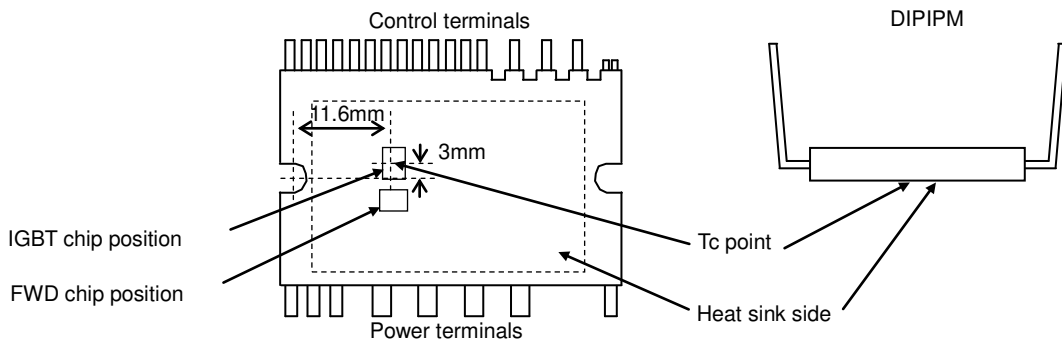 Control terminals
DIPIPM
11.6mm
3mm
IGBT chip position
Tc point
FWD chip position
Heat sink side
Power terminals